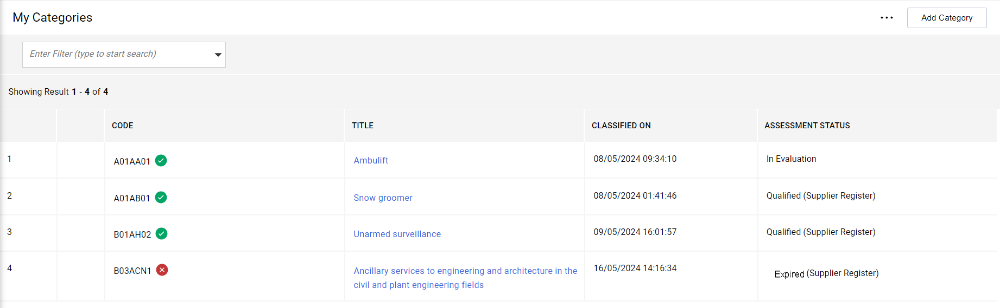 My Categories
Add Category
Enter Filter (type to start search)
Showing Result 1 - 4 of 4
CODE TITLE CLASSIFIED ON ASSESSMENT STATUS
1 A01AA01 Ambulift 08/05/2024 09:34:10 In Evaluation
2 A01AB01 Snow groomer 08/05/2024 01:41:46 Qualified (Supplier Register)
3 B01AH02 Unarmed surveillance 09/05/2024 16:01:57 Qualified (Supplier Register)
4 B03ACN1 Ancillary services to engineering and architecture in the 16/05/2024 14:16:34 Expired (Supplier Register)
civil and plant engineering fields